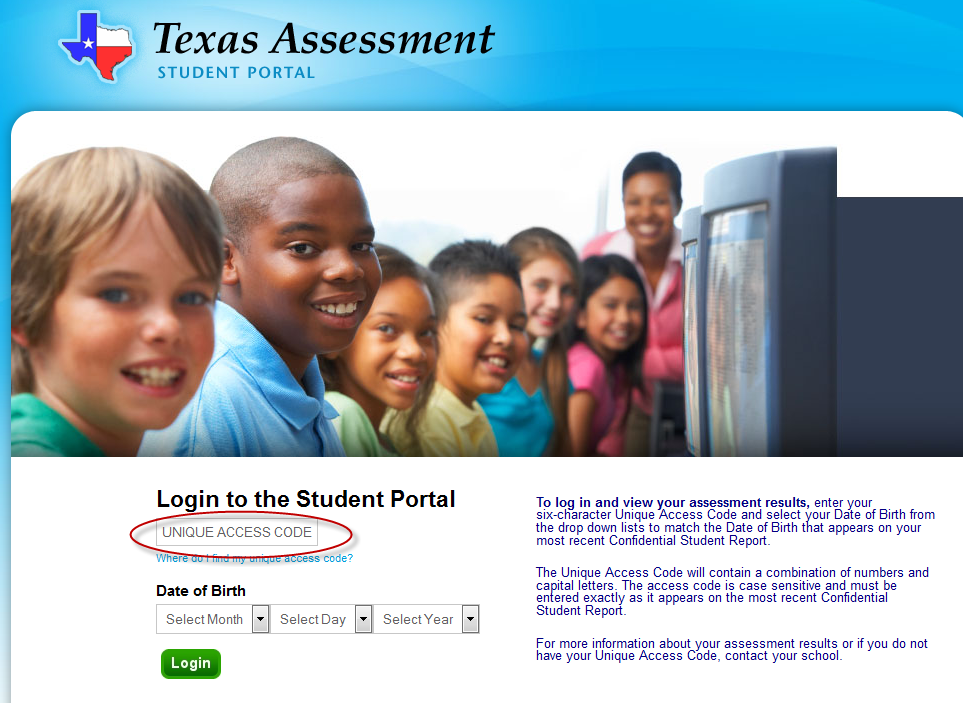 Texas Assessment
STUDENT PORTAL
Login to the Student Portal
UNIQUE ACCESS CODE
Where do I find my unique access code?
Date of Birth
Select Month
Select Day
Select Year
Login
To log in and view your assessment results, enter your
six-character Unique Access Code and select your Date of Birth from
the drop down lists to match the Date of Birth that appears on your
most recent Confidential Student Report.
The Unique Access Code will contain a combination of numbers and
capital letters. The access code is case sensitive and must be
entered exactly as it appears on the most recent Confidential
Student Report.
For more information about your assessment results or if you do not
have your Unique Access Code, contact your school.